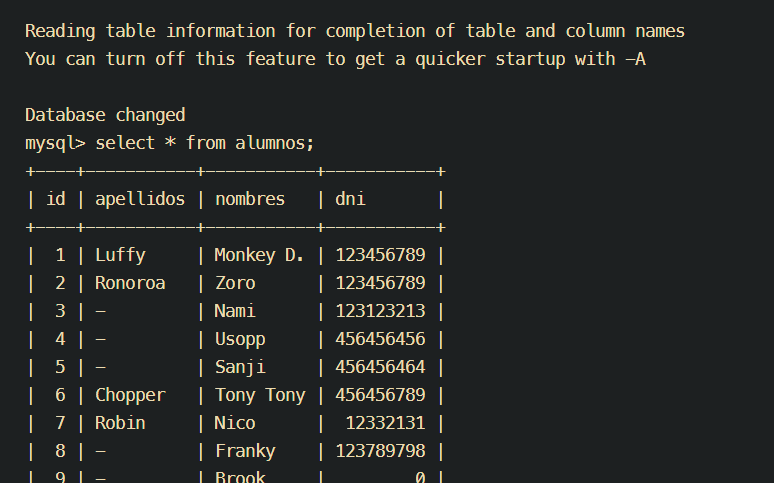 Reading table information for completion of table and column names
You can turn off this feature to get a quicker startup with -A
Database changed
mysql> select * from alumnos;
+----+-----------+-----------+-----------+
| id | apellidos | nombres   | dni       |
+----+-----------+-----------+-----------+
|  1 | Luffy     | Monkey D. | 123456789 |
|  2 | Ronoroa   | Zoro      | 123456789 |
|  3 | -         | Nami      | 123123213 |
|  4 | -         | Usopp     | 456456456 |
|  5 | -         | Sanji     | 456456464 |
|  6 | Chopper   | Tony Tony | 456456789 |
|  7 | Robin     | Nico      |  12332131 |
|  8 | -         | Franky    | 123789798 |
|  9 | -         | Brook     |         0 |